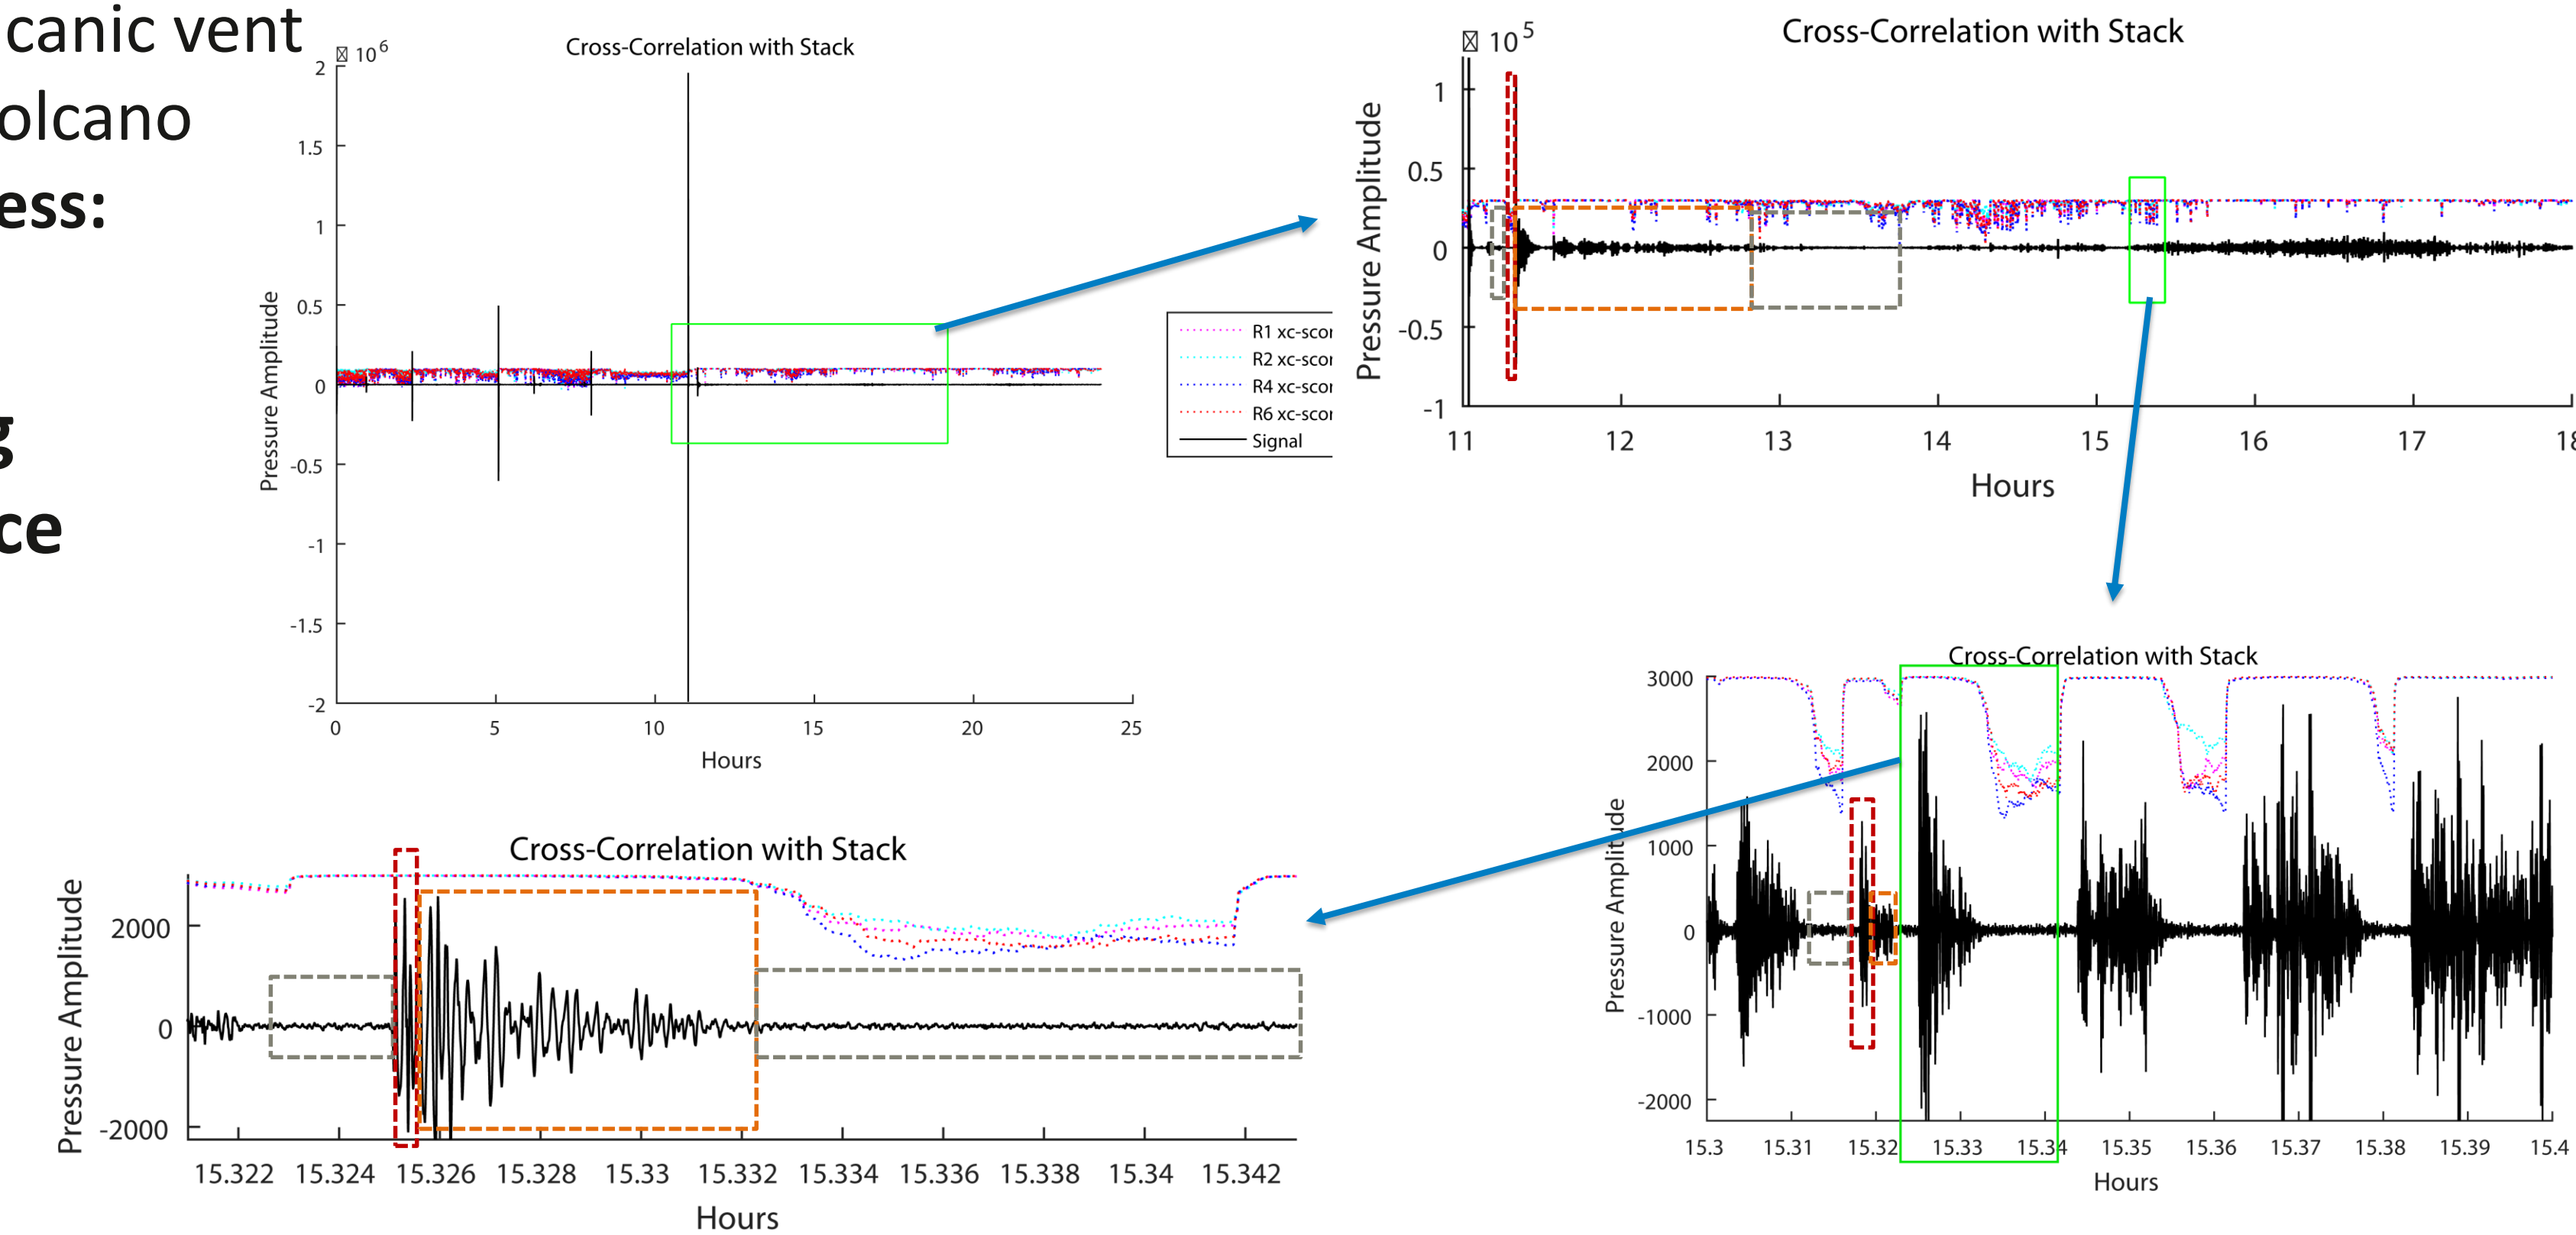 canic vent
olcano
ess:
g
ce
Cross-Correlation with Stack
10^6
2
1.5
1
0.5
0
-0.5
-1
-1.5
-2
Pressure Amplitude
0 5 10 15 20 25
Hours
R1 xc-scor
R2 xc-scor
R4 xc-scor
R6 xc-scor
Signal
Cross-Correlation with Stack
10^5
1
0.5
0
-0.5
-1
Pressure Amplitude
11 12 13 14 15 16 17 18
Hours
Cross-Correlation with Stack
3000
2000
1000
0
-1000
-2000
Pressure Amplitude
15.3 15.31 15.32 15.33 15.34 15.35 15.36 15.37 15.38 15.39 15.4
Hours
Cross-Correlation with Stack
2000
0
-2000
Pressure Amplitude
15.322 15.324 15.326 15.328 15.33 15.332 15.334 15.336 15.338 15.34 15.342
Hours